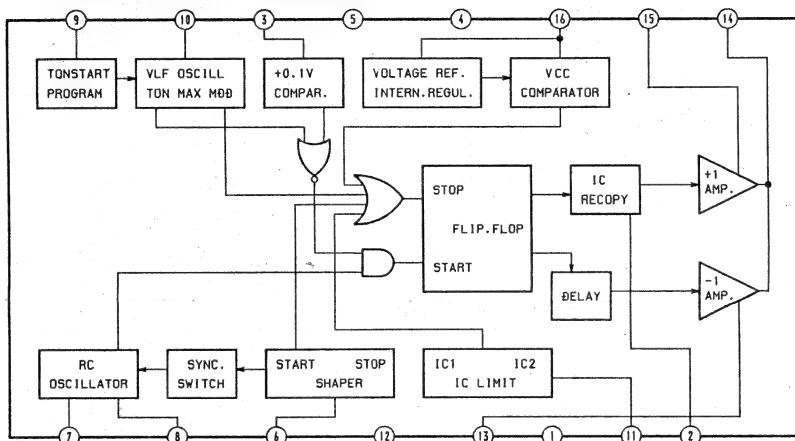 9 10 3 5 4 16 15 14
TONSTART
PROGRAM
VLF OSCILL
TON MAX MOD
+0.1V
COMPAR.
VOLTAGE REF.
INTERN.REGUL.
VCC
COMPARATOR
STOP
FLIP.FLOP
START
IC
RECOPY
DELAY
+1
AMP.
-1
AMP.
RC
OSCILLATOR
SYNC.
SWITCH
START STOP
SHAPER
IC1 IC2
IC LIMIT
7 8 6 12 13 1 11 2